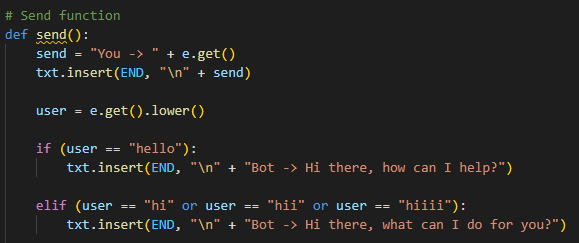 # Send function
def send():
    send = "You -> " + e.get()
    txt.insert(END, "\n" + send)
    user = e.get().lower()
    if (user == "hello"):
        txt.insert(END, "\n" + "Bot -> Hi there, how can I help?")
    elif (user == "hi" or user == "hii" or user == "hiiii"):
        txt.insert(END, "\n" + "Bot -> Hi there, what can I do for you?")